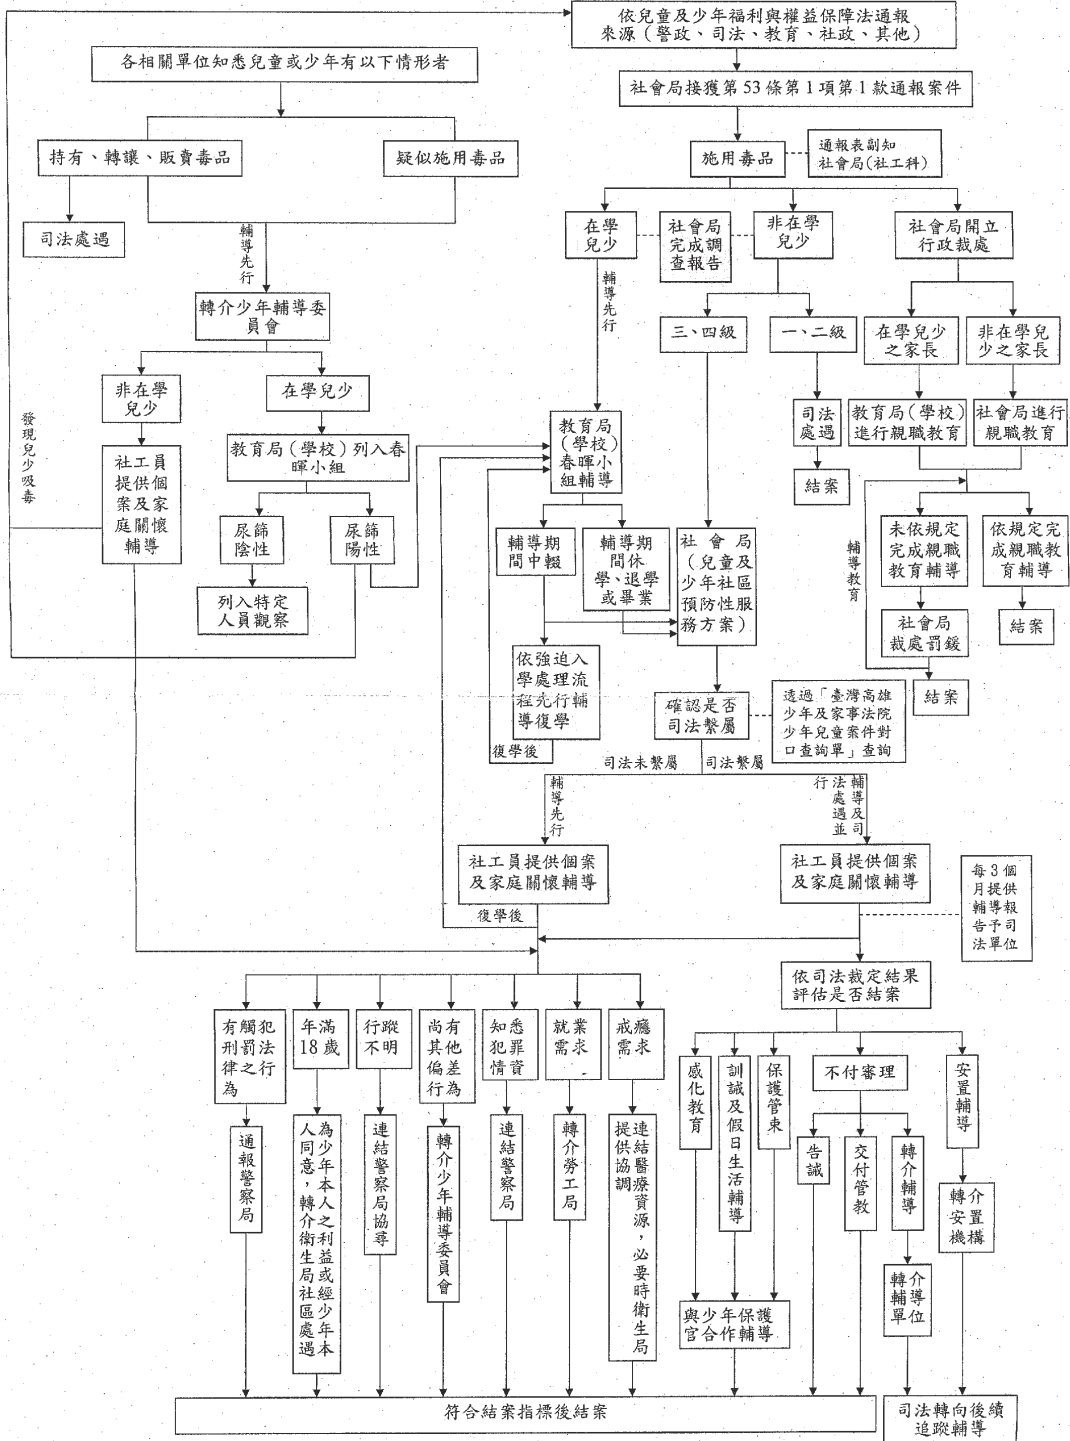 依兒童及少年福利與權益保障法通報
來源（警政、司法、教育、社政、其他）
各相關單位知悉兒童或少年有以下情形者
社會局接獲第53條第1項第1款通報案件
持有、轉讓、販賣毒品
疑似施用毒品
施用毒品
通報表副知
社會局(社工科)
司法處遇
輔導先行
在學
兒少
社會局
完成調
查報告
非在學
兒少
社會局開立
行政裁處
轉介少年輔導委
員會
輔導先行
三、四級
一、二級
在學兒少
之家長
非在學兒
少之家長
非在學
兒少
在學兒少
發現兒少吸毒
教育局
（學校）
春暉小
組輔導
司法
處遇
教育局（學校）
進行親職教育
社會局進行
親職教育
社工員
提供個
案及家
庭關懷
輔導
教育局（學校）列入春
暉小組
結案
尿篩
陰性
尿篩
陽性
輔導期
間中輟
輔導期
間休
學、退學
或畢業
社會局
（兒童及
少年社區
預防性服
務方案）
輔導教育
未依規定
完成親職
教育輔導
依規定完
成親職教
育輔導
列入特定
人員觀察
社會局
裁處罰鍰
結案
依強迫入
學處理流
程先行輔
導復學
確認是否
司法繫屬
透過「臺灣高雄
少年及家事法院
少年兒童案件對
口查詢單」查詢
結案
復學後
司法未繫屬
司法繫屬
輔導先行
輔導及司
法處遇並
行
社工員提供個案
及家庭關懷輔導
社工員提供個案
及家庭關懷輔導
每3個
月提供
輔導報
告予司
法單位
復學後
依司法裁定結果
評估是否結案
有觸犯
刑罰法
律之行
為
年滿
18歲
行蹤
不明
尚有
其他
偏差
行為
知悉
犯罪
情資
就業
需求
戒癮
需求
感化教育
訓誡及假日生活輔導
保護管束
不付審理
安置輔導
通報警察局
為少年本人之利益或經少年本
人同意，轉介衛生局社區處遇
連結警察局協尋
轉介少年輔導委員會
連結警察局
轉介勞工局
連結醫療資源，必要時衛生局
提供協調
告誡
交付管教
轉介輔導
轉介
安置
機構
轉介
輔導
單位
與少年保護
官合作輔導
符合結案指標後結案
司法轉向後續
追蹤輔導